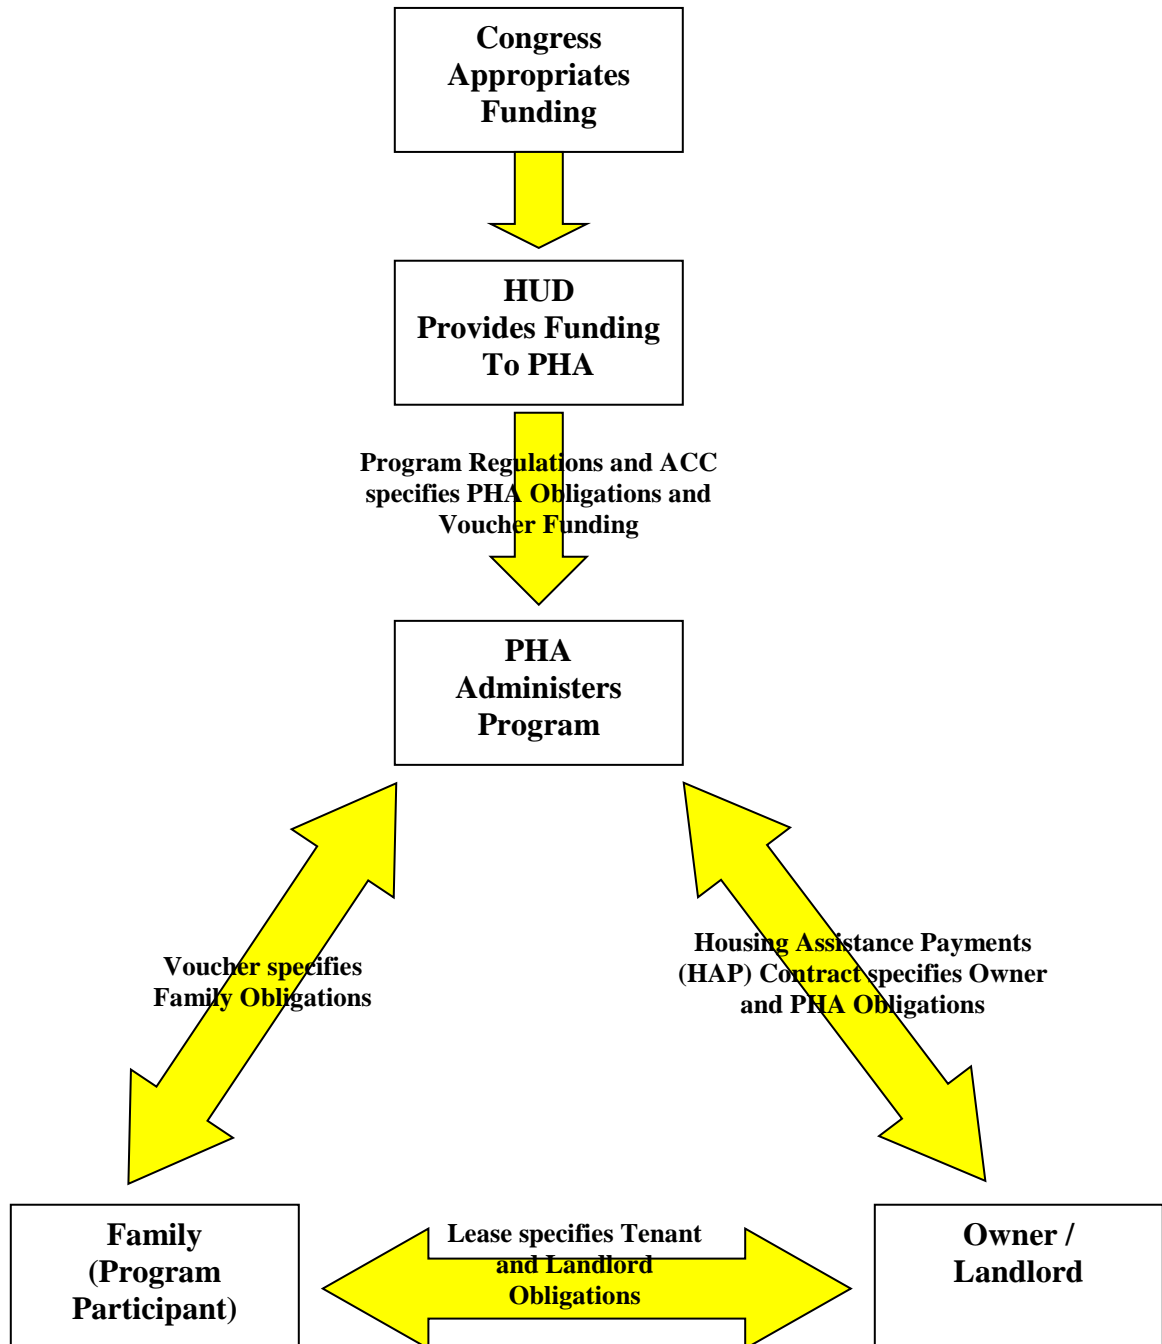 Congress
Appropriates
Funding
HUD
Provides Funding
To PHA
Program Regulations and ACC
specifies PHA Obligations and
Voucher Funding
PHA
Administers
Program
Voucher specifies
Family Obligations
Housing Assistance Payments
(HAP) Contract specifies Owner
and PHA Obligations
Family
(Program
Participant)
Lease specifies Tenant
and Landlord
Obligations
Owner /
Landlord